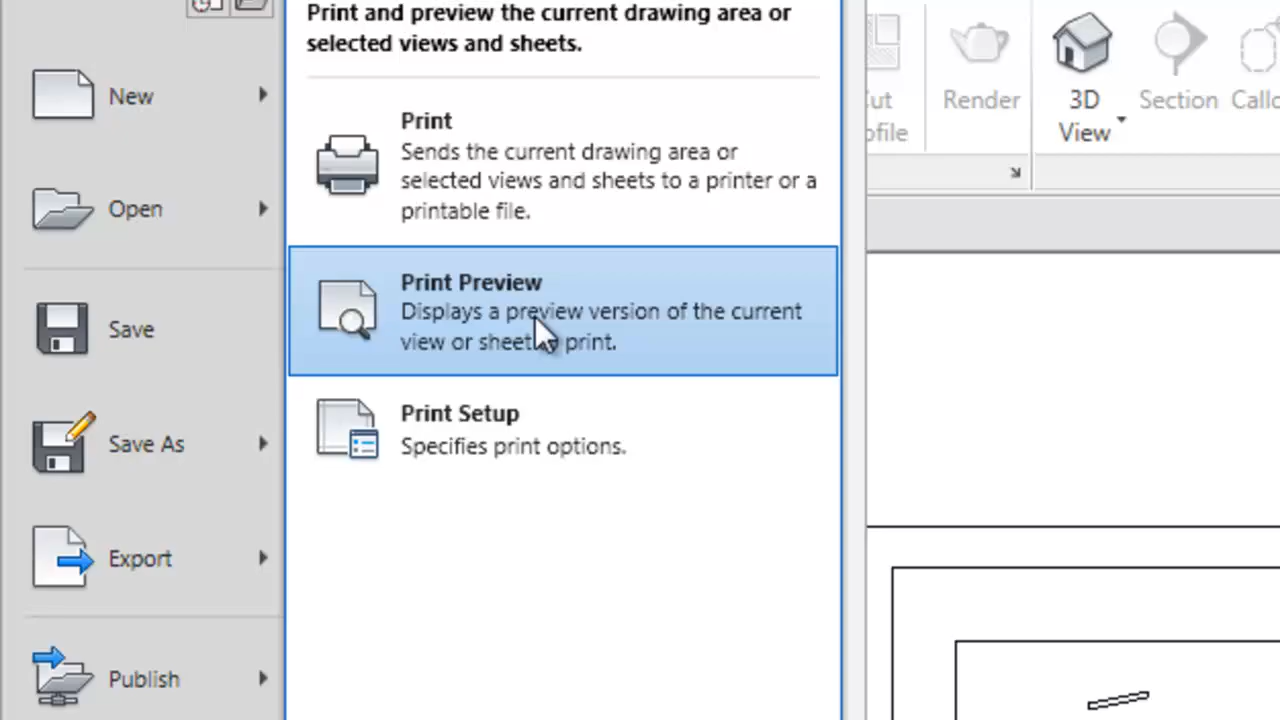 Print and preview the current drawing area or
selected views and sheets.
New
Open
Save
Save As
Export
Publish
Print
Sends the current drawing area or
selected views and sheets to a printer or a
printable file.
Print Preview
Displays a preview version of the current
view or sheet print.
Print Setup
Specifies print options.
Render
3D
View
Section